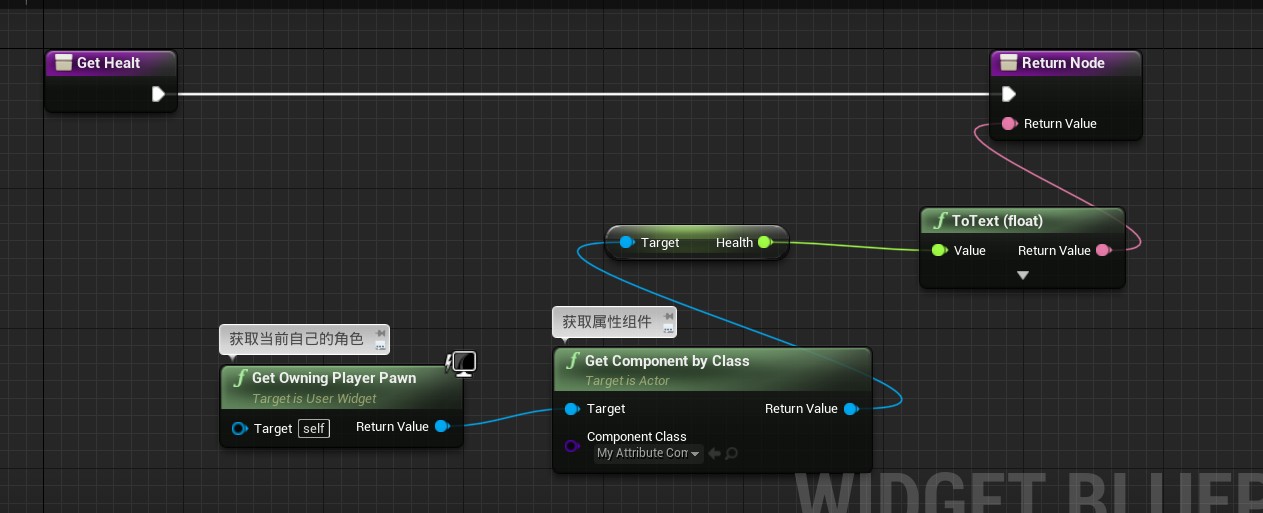 Get Healt
Return Node
Return Value
ToText (float)
Value
Return Value
Target
Health
获取当前自己的角色
Get Owning Player Pawn
Target is User Widget
Target
self
Return Value
获取属性组件
Get Component by Class
Target is Actor
Target
Return Value
Component Class
My Attribute Com
WIDGET BLUEP